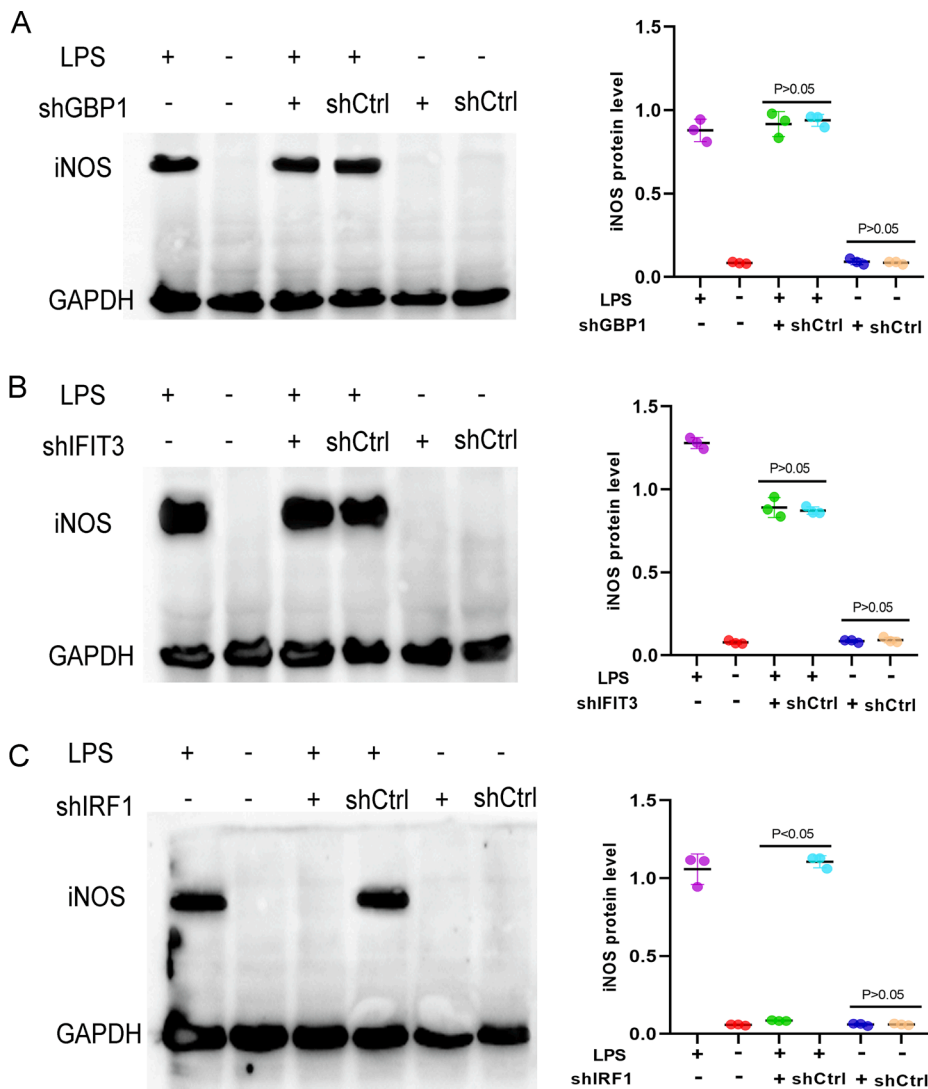 A
LPS + - + + - -
shGBP1 - - + shCtrl + shCtrl
iNOS
GAPDH
iNOS protein level
1.5
1.0
0.5
0.0
P>0.05
P>0.05
LPS + - + + - -
shGBP1 - - + shCtrl + shCtrl
B
LPS + - + + - -
shIFIT3 - - + shCtrl + shCtrl
iNOS
GAPDH
iNOS protein level
1.5
1.0
0.5
0.0
P>0.05
P>0.05
LPS + - + + - -
shIFIT3 - - + shCtrl + shCtrl
C
LPS + - + + - -
shIRF1 - - + shCtrl + shCtrl
iNOS
GAPDH
iNOS protein level
1.5
1.0
0.5
0.0
P<0.05
P>0.05
LPS + - + + - -
shIRF1 - - + shCtrl + shCtrl